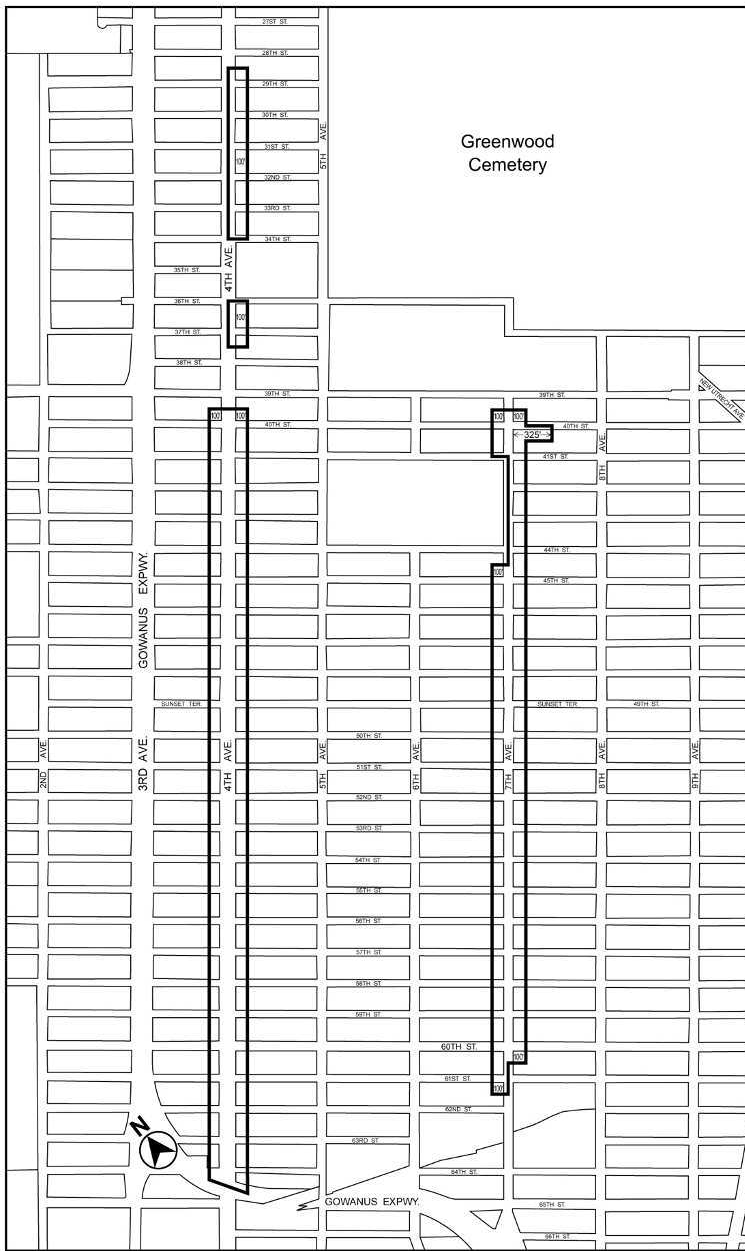 27ST ST.
28TH ST.
29TH ST.
30TH ST.
31ST ST.
100'
32ND ST.
33RD ST.
34TH ST.
5TH AVE.
Greenwood
Cemetery
4TH AVE.
35TH ST.
36TH ST.
100'
37TH ST.
38TH ST.
39TH ST.
39TH ST.
NEW UTRECHT AVE.
100'
100'
100'
100'
40TH ST.
40TH ST.
325'
41ST ST.
8TH AVE.
44TH ST.
100'
45TH ST.
GOWANUS EXPWY.
SUNSET TER.
SUNSET TER
49TH ST.
50TH ST.
2ND AVE.
3RD AVE.
4TH AVE.
5TH AVE.
6TH AVE.
7TH AVE.
8TH AVE.
9TH AVE.
51ST ST.
52ND ST.
53RD ST.
54TH ST.
55TH ST.
56TH ST.
57TH ST.
58TH ST.
59TH ST.
60TH ST.
100'
61ST ST.
100'
62ND ST.
N
63RD ST
64TH ST.
GOWANUS EXPWY.
65TH ST.
66TH ST.